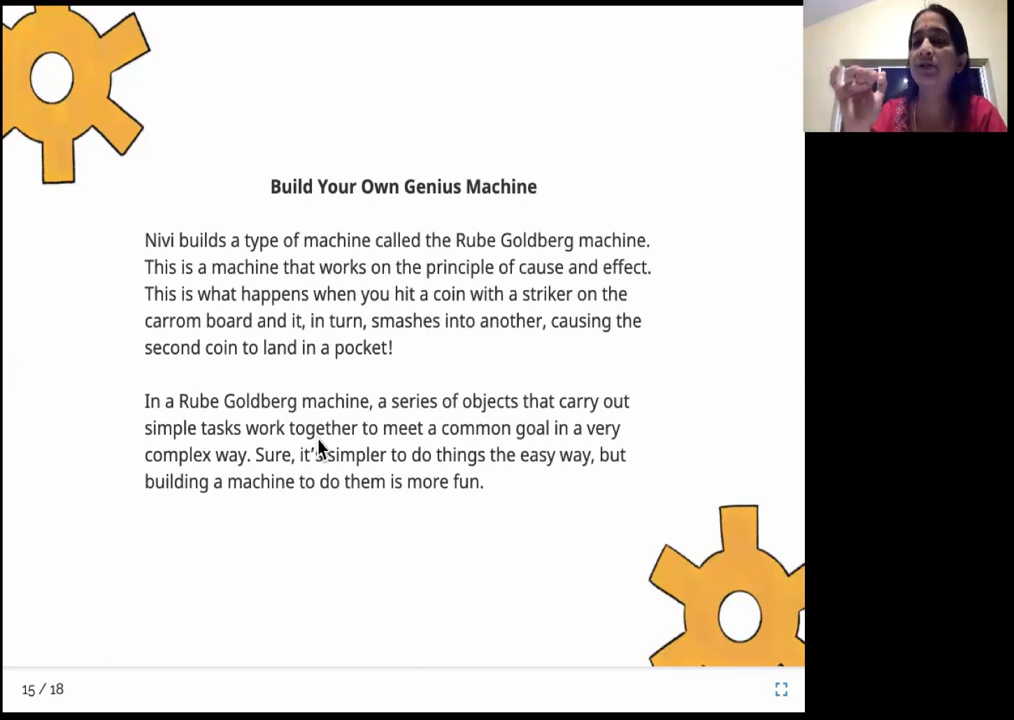 Build Your Own Genius Machine
Nivi builds a type of machine called the Rube Goldberg machine.
This is a machine that works on the principle of cause and effect.
This is what happens when you hit a coin with a striker on the
carrom board and it, in turn, smashes into another, causing the
second coin to land in a pocket!
In a Rube Goldberg machine, a series of objects that carry out
simple tasks work together to meet a common goal in a very
complex way. Sure, it's simpler to do things the easy way, but
building a machine to do them is more fun.
15 / 18